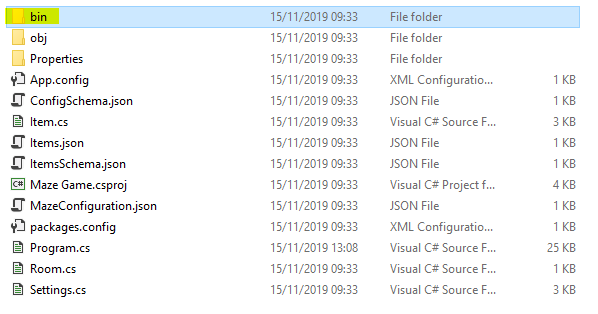 bin 15/11/2019 09:33 File folder
obj 15/11/2019 09:33 File folder
Properties 15/11/2019 09:33 File folder
App.config 15/11/2019 09:33 XML Configuratio... 1 KB
ConfigSchema.json 15/11/2019 09:33 JSON File 1 KB
Item.cs 15/11/2019 09:33 Visual C# Source F... 3 KB
Items.json 15/11/2019 09:33 JSON File 1 KB
ItemsSchema.json 15/11/2019 09:33 JSON File 1 KB
C# Maze Game.csproj 15/11/2019 09:33 Visual C# Project f... 4 KB
MazeConfiguration.json 15/11/2019 09:33 JSON File 1 KB
packages.config 15/11/2019 09:33 XML Configuratio... 1 KB
Program.cs 15/11/2019 13:08 Visual C# Source F... 25 KB
Room.cs 15/11/2019 09:33 Visual C# Source F... 1 KB
Settings.cs 15/11/2019 09:33 Visual C# Source F... 1 KB